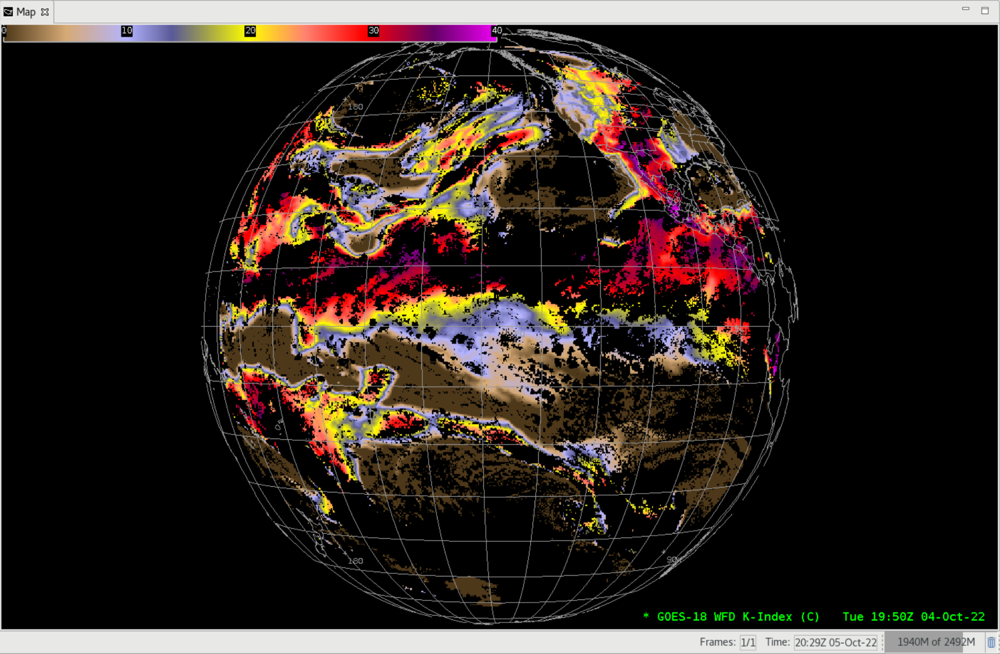 Map
0 10 20 30 40
180
180
90W
* GOES-18 WFD K-Index (C) Tue 19:50Z 04-Oct-22
Frames: 1/1 Time: 20:29Z 05-Oct-22 1940M of 2492M